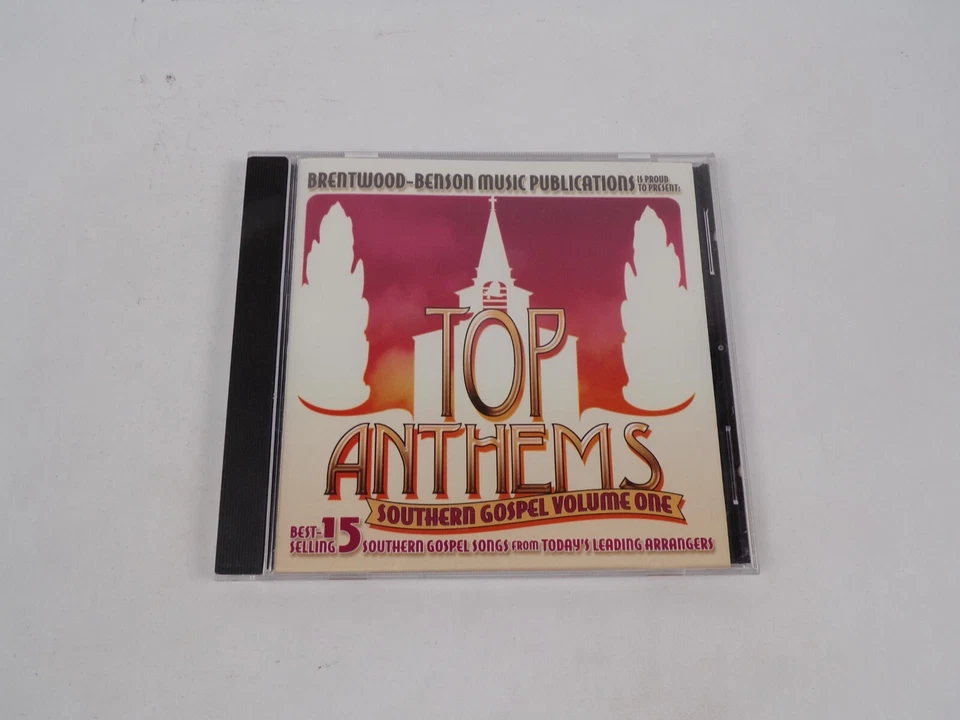 BRENTWOOD-BENSON MUSIC PUBLICATIONS IS PROUD TO PRESENT:
TOP
ANTHEMS
SOUTHERN GOSPEL VOLUME ONE
BEST-SELLING 15 SOUTHERN GOSPEL SONGS FROM TODAY'S LEADING ARRANGERS